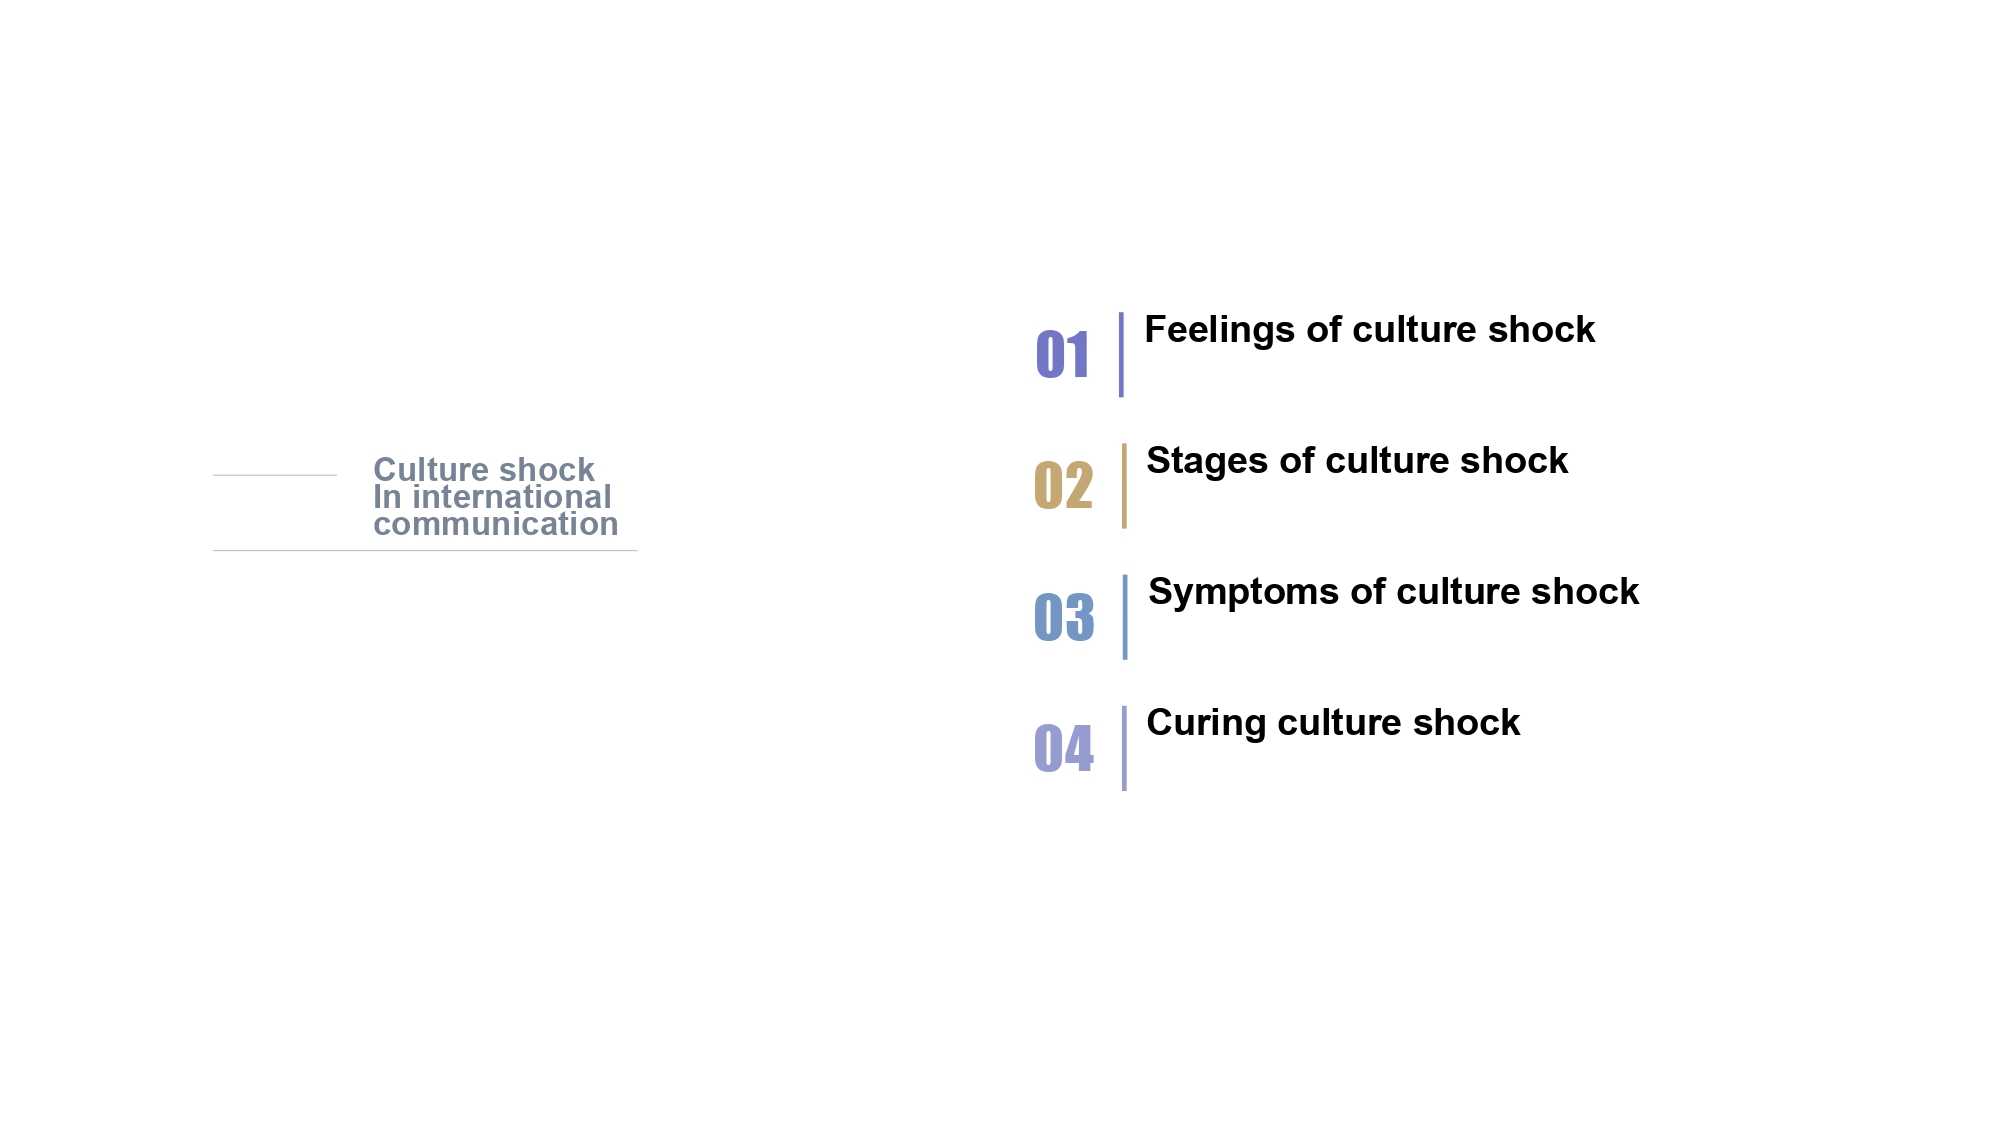 Culture shock
In international
communication
01
Feelings of culture shock
02
Stages of culture shock
03
Symptoms of culture shock
04
Curing culture shock